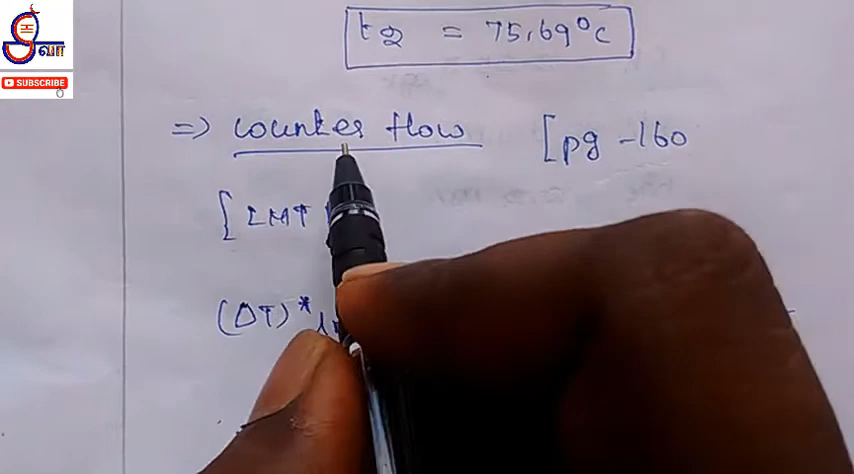 ஜீவா
SUBSCRIBE
t₂ = 75.69°C
=> counter flow [pg -160
[LMT
(ΔT)*